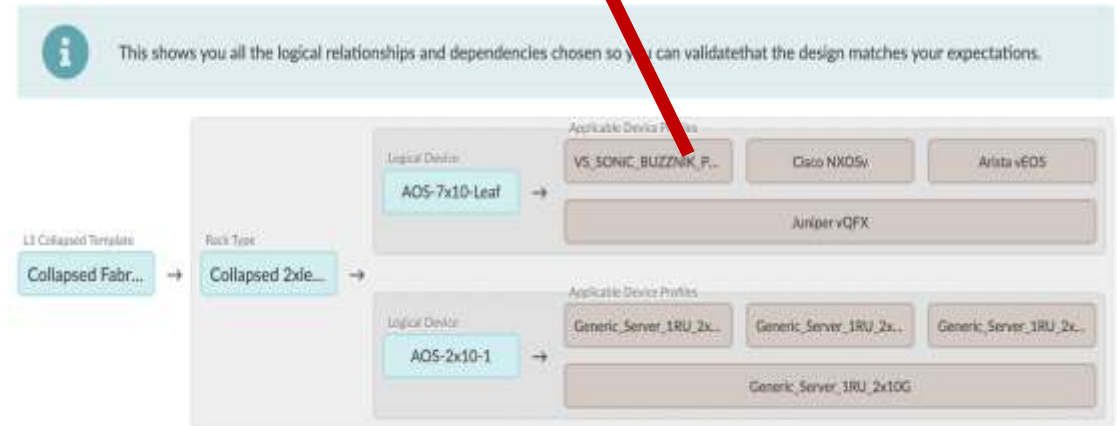 This shows you all the logical relationships and dependencies chosen so you can validatethat the design matches your expectations.
Applicable Device Profiles
Logical Device
VS_SONiC_BUZZNIK_P...
Cisco NXOSv
Arista vEOS
AOS-7x10-Leaf
→
Juniper vQFX
L3 Collapsed Template
Rack Type
Collapsed Fabr...
→
Collapsed 2xle...
→
Applicable Device Profiles
Logical Device
Generic_Server_1RU_2x...
Generic_Server_1RU_2x...
Generic_Server_1RU_2x...
AOS-2x10-1
→
Generic_Server_1RU_2x10G